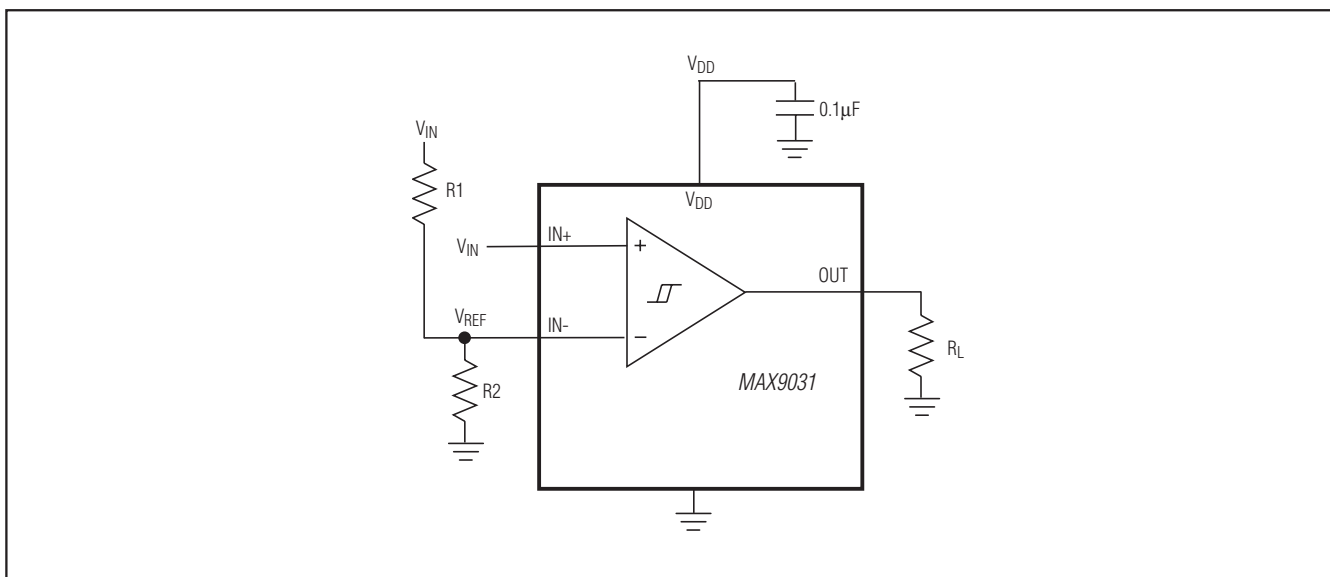 VDD
0.1µF
VIN
R1
VDD
VIN
IN+
+
OUT
VREF
IN-
−
RL
R2
MAX9031